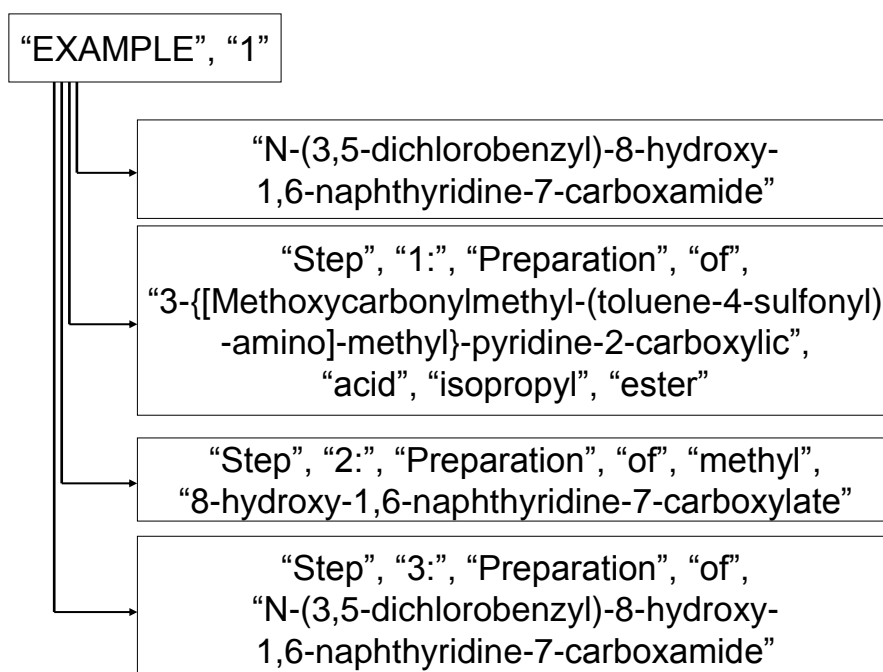 “EXAMPLE”, “1”
“N-(3,5-dichlorobenzyl)-8-hydroxy-
1,6-naphthyridine-7-carboxamide”
“Step”, “1:”, “Preparation”, “of”,
“3-{[Methoxycarbonylmethyl-(toluene-4-sulfonyl)
-amino]-methyl}-pyridine-2-carboxylic”,
“acid”, “isopropyl”, “ester”
“Step”, “2:”, “Preparation”, “of”, “methyl”,
“8-hydroxy-1,6-naphthyridine-7-carboxylate”
“Step”, “3:”, “Preparation”, “of”,
“N-(3,5-dichlorobenzyl)-8-hydroxy-
1,6-naphthyridine-7-carboxamide”